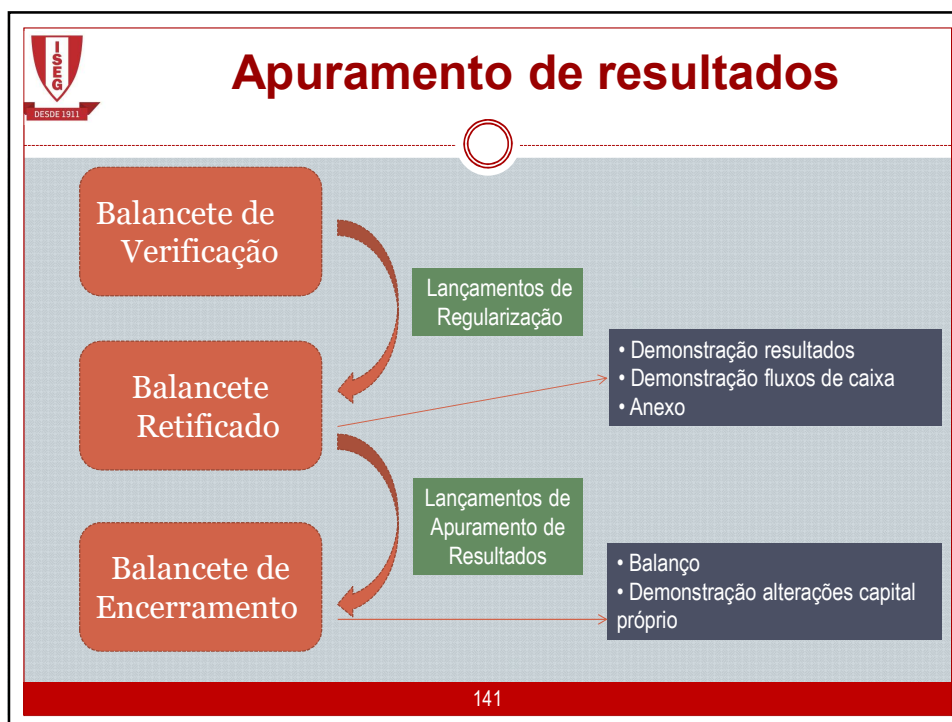 ISEG
DESDE 1911
Apuramento de resultados
Balancete de
Verificação
Lançamentos de
Regularização
Balancete
Retificado
• Demonstração resultados
• Demonstração fluxos de caixa
• Anexo
Lançamentos de
Apuramento de
Resultados
Balancete de
Encerramento
• Balanço
• Demonstração alterações capital
próprio
141